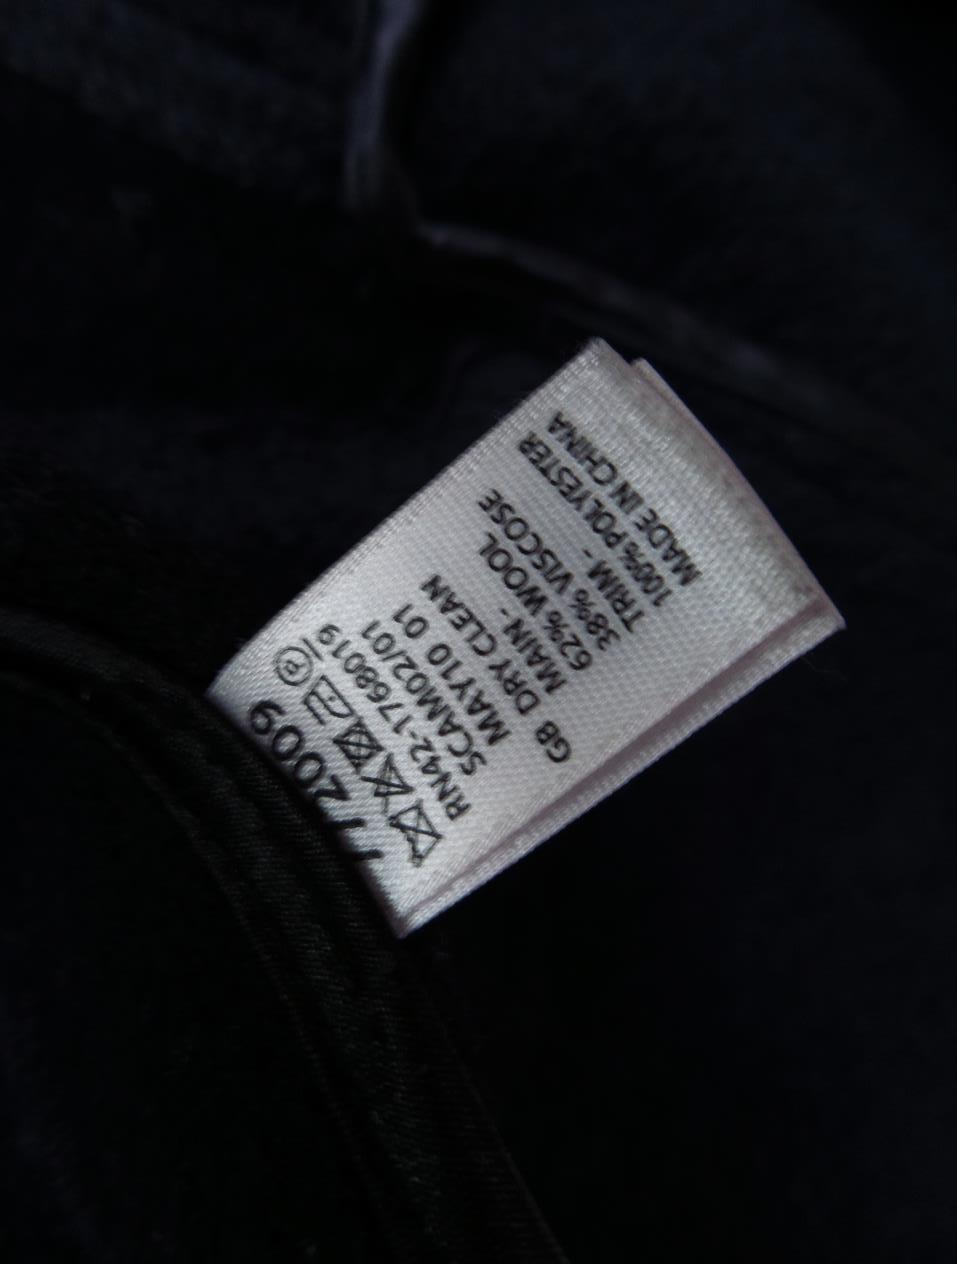 /2009
RN42-1768019
SCAM02/01
MAY10 01
GB DRY CLEAN
MAIN -
62% WOOL
38% VISCOSE
TRIM -
100% POLYESTER
MADE IN CHINA